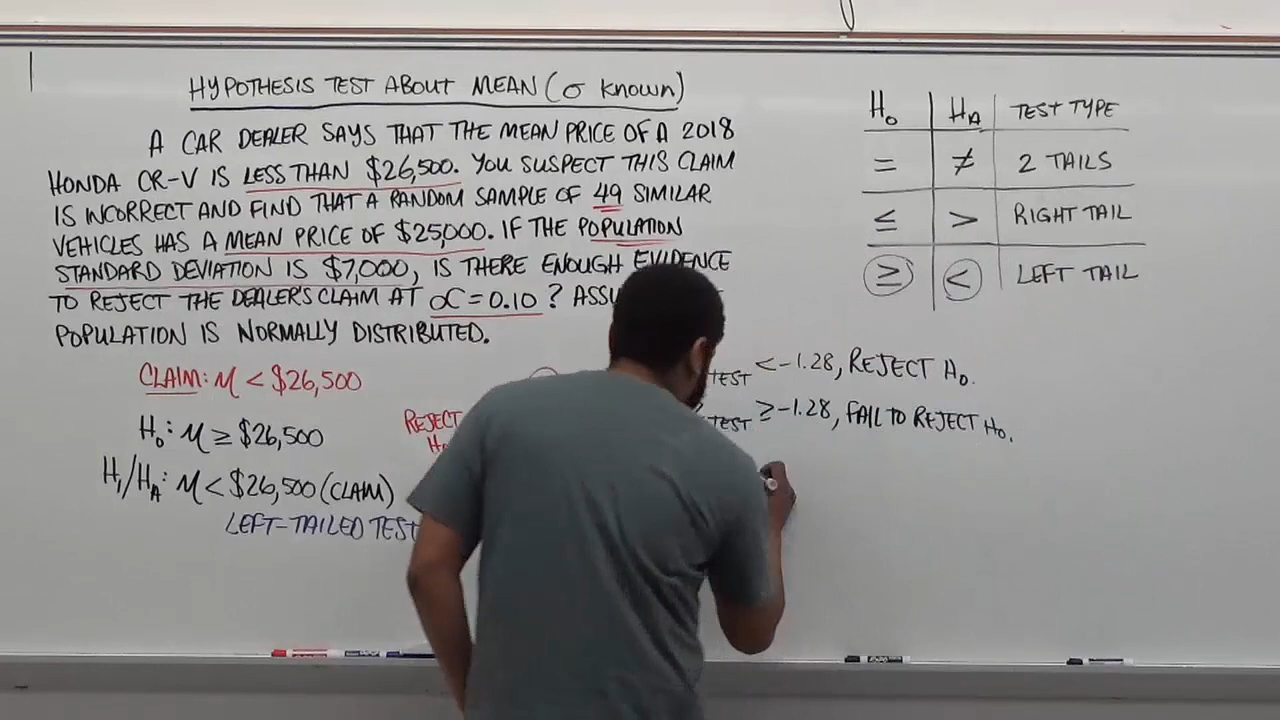 HYPOTHESIS TEST ABOUT MEAN (σ KNOWN)
A CAR DEALER SAYS THAT THE MEAN PRICE OF A 2018
HONDA CR-V IS LESS THAN $26,500. YOU SUSPECT THIS CLAIM
IS INCORRECT AND FIND THAT A RANDOM SAMPLE OF 49 SIMILAR
VEHICLES HAS A MEAN PRICE OF $25,000. IF THE POPULATION
STANDARD DEVIATION IS $7,000, IS THERE ENOUGH EVIDENCE
TO REJECT THE DEALER'S CLAIM AT α=0.10? 
POPULATION IS NORMALLY DISTRIBUTED.
CLAIM: μ < $26,500
H₀: μ ≥ $26,500
H₁/Hₐ: μ < $26,500 (CLAIM)
LEFT-TAILED TEST
REJECT
H₀
TEST < -1.28, REJECT H₀.
TEST ≥ -1.28, FAIL TO REJECT H₀.
H₀ Hₐ TEST TYPE
= ≠ 2 TAILS
≤ > RIGHT TAIL
≥ < LEFT TAIL